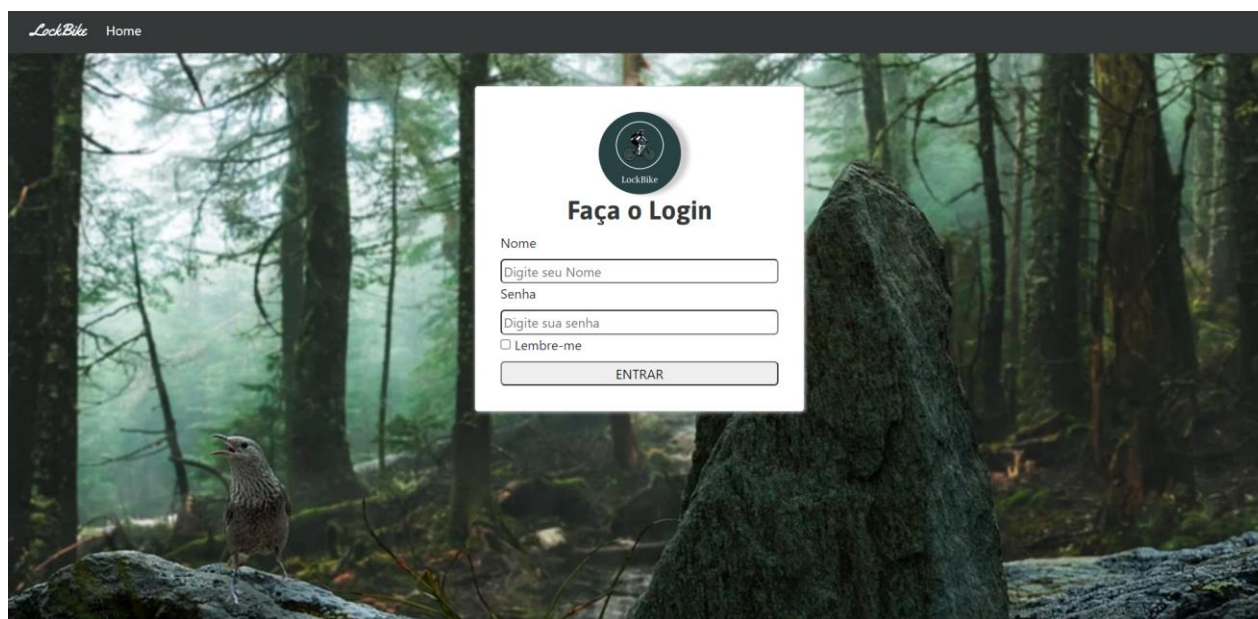 LockBike Home
LockBike
Faça o Login
Nome
Digite seu Nome
Senha
Digite sua senha
Lembre-me
ENTRAR